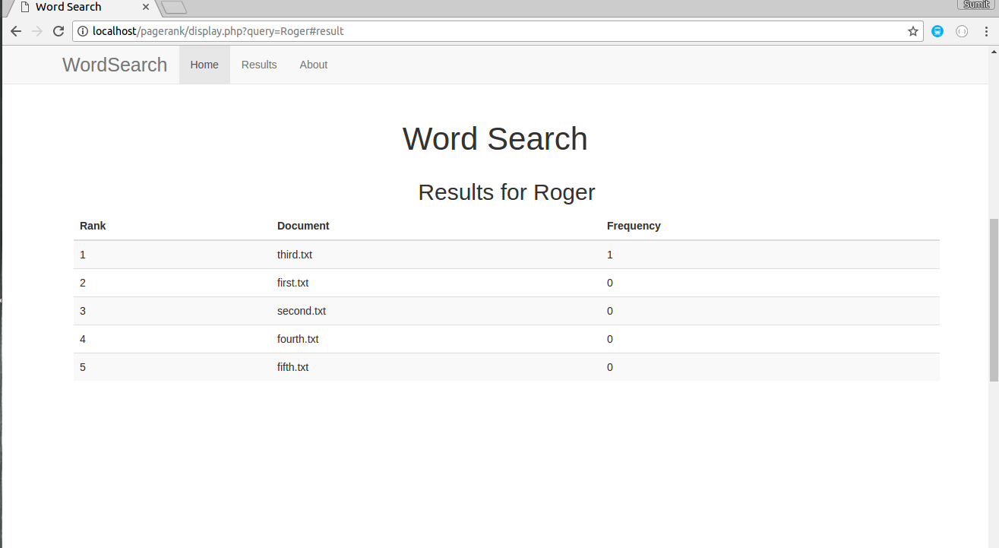 Word Search
Sumit
localhost/pagerank/display.php?query=Roger#result
WordSearch Home Results About
Word Search
Results for Roger
Rank Document Frequency
1 third.txt 1
2 first.txt 0
3 second.txt 0
4 fourth.txt 0
5 fifth.txt 0